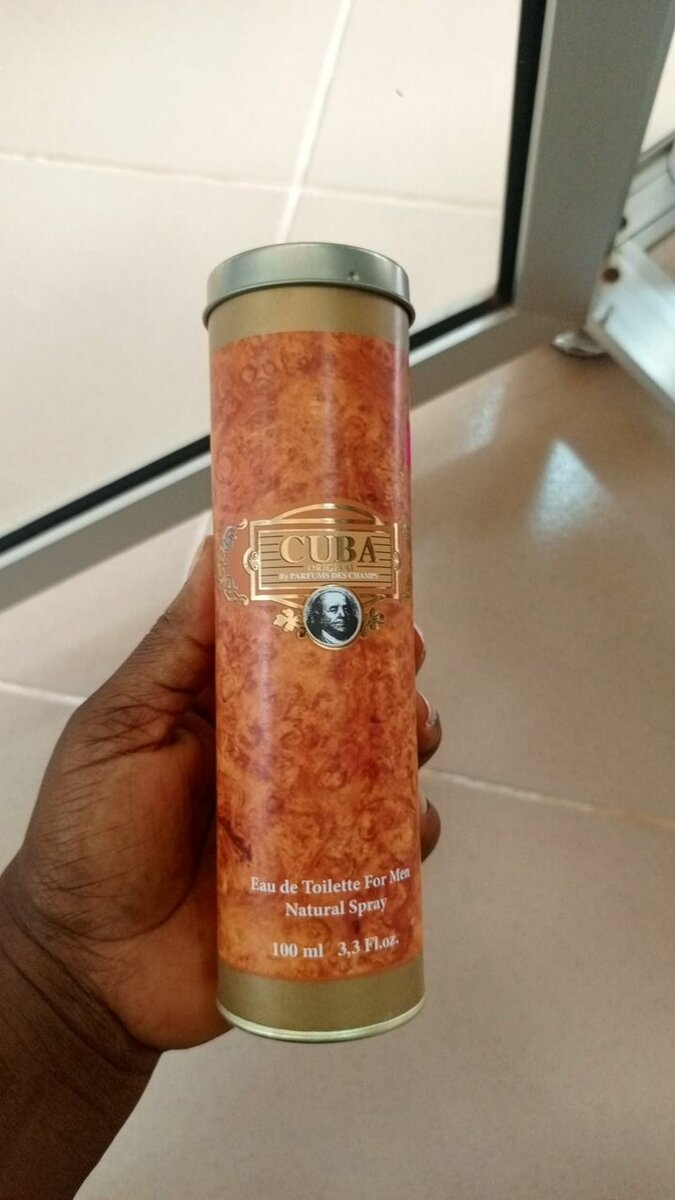 CUBA
ORIGINAL
By PARFUMS DES CHAMPS
Eau de Toilette For Men
Natural Spray
100 ml 3,3 Fl.oz.